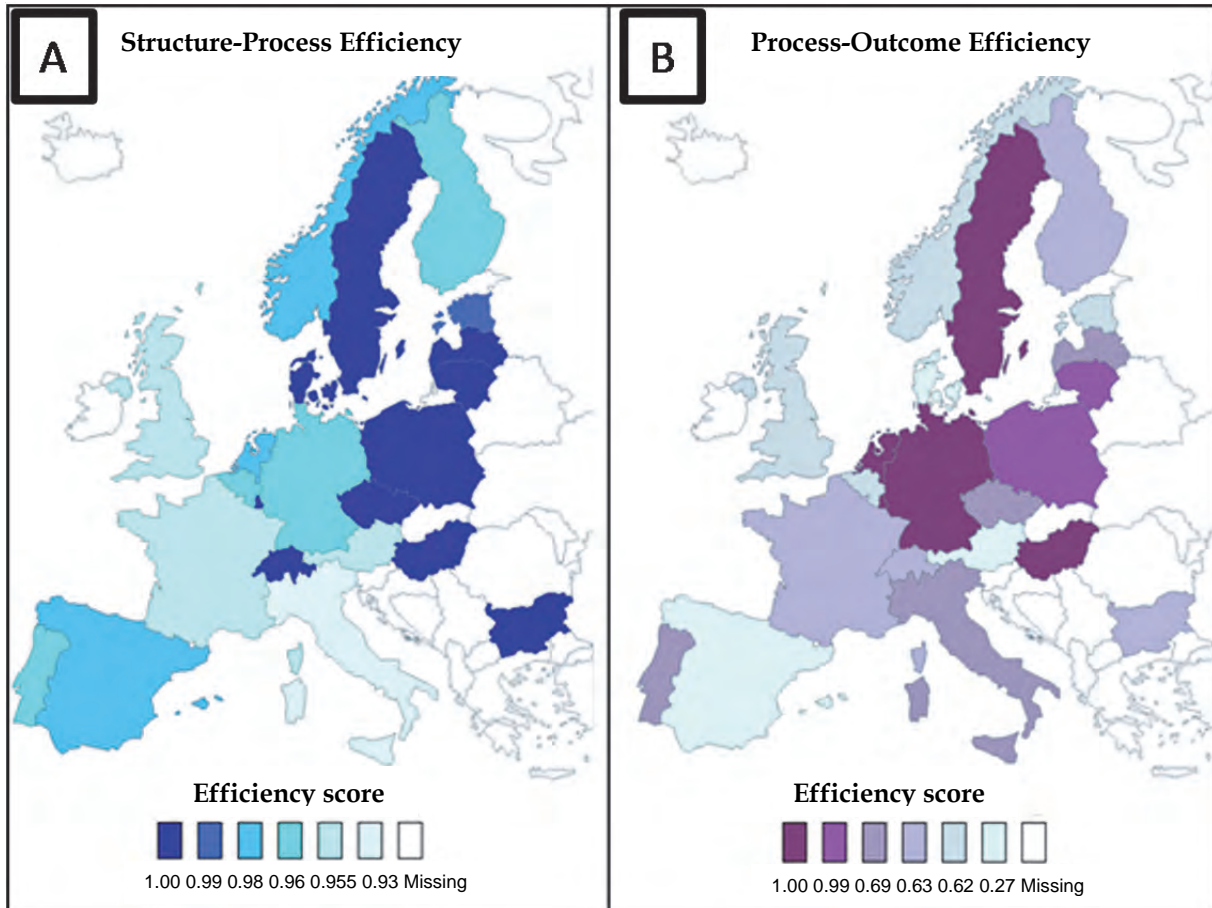 A
Structure-Process Efficiency
Efficiency score
1.00 0.99 0.98 0.96 0.955 0.93 Missing
B
Process-Outcome Efficiency
Efficiency score
1.00 0.99 0.69 0.63 0.62 0.27 Missing